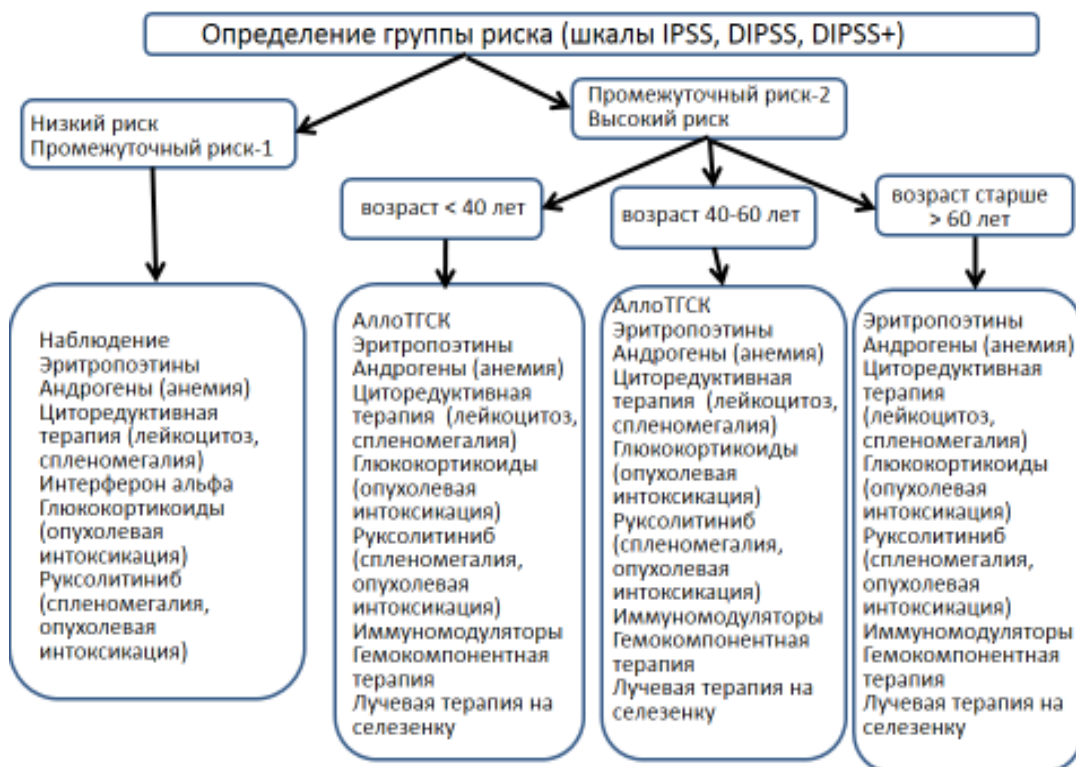 Определение группы риска (шкалы IPSS, DIPSS, DIPSS+)
Низкий риск
Промежуточный риск-1
Промежуточный риск-2
Высокий риск
возраст < 40 лет
возраст 40-60 лет
возраст старше
> 60 лет
Наблюдение
Эритропоэтины
Андрогены (анемия)
Циторедуктивная
терапия (лейкоцитоз,
спленомегалия)
Интерферон альфа
Глюкокортикоиды
(опухолевая
интоксикация)
Руксолитиниб
(спленомегалия,
опухолевая
интоксикация)
АллоТГСК
Эритропоэтины
Андрогены (анемия)
Циторедуктивная
терапия (лейкоцитоз,
спленомегалия)
Глюкокортикоиды
(опухолевая
интоксикация)
Руксолитиниб
(спленомегалия,
опухолевая
интоксикация)
Иммуномодуляторы
Гемокомпонентная
терапия
Лучевая терапия на
селезенку
АллоТГСК
Эритропоэтины
Андрогены (анемия)
Циторедуктивная
терапия (лейкоцитоз,
спленомегалия)
Глюкокортикоиды
(опухолевая
интоксикация)
Руксолитиниб
(спленомегалия,
опухолевая
интоксикация)
Иммуномодуляторы
Гемокомпонентная
терапия
Лучевая терапия на
селезенку
Эритропоэтины
Андрогены (анемия)
Циторедуктивная
терапия
(лейкоцитоз,
спленомегалия)
Глюкокортикоиды
(опухолевая
интоксикация)
Руксолитиниб
(спленомегалия,
опухолевая
интоксикация)
Иммуномодуляторы
Гемокомпонентная
терапия
Лучевая терапия на
селезенку